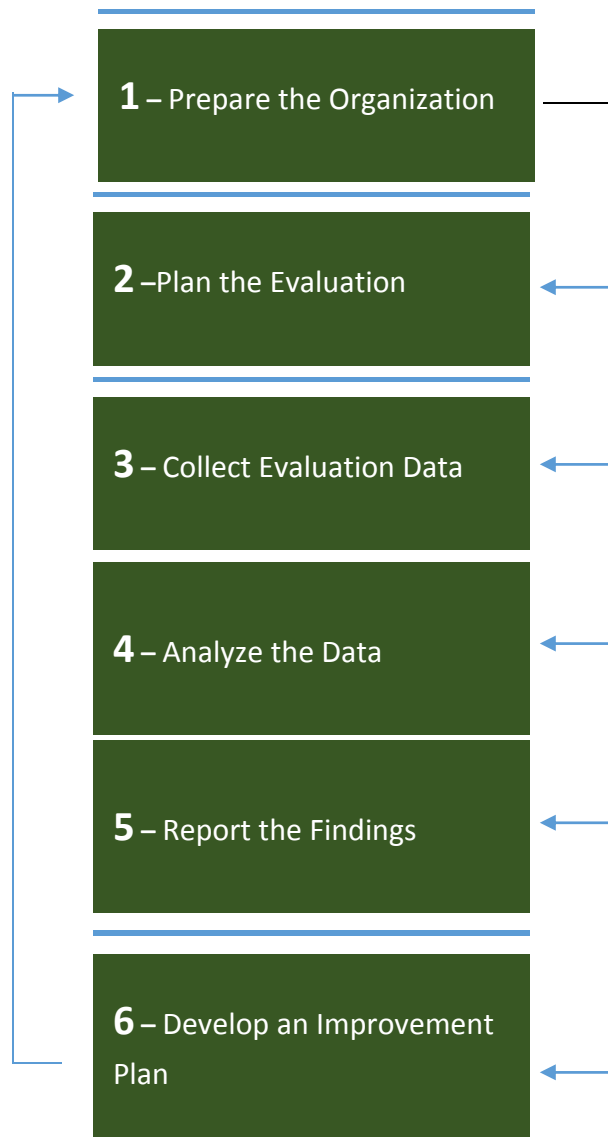 1 – Prepare the Organization
2 –Plan the Evaluation
3 – Collect Evaluation Data
4 – Analyze the Data
5 – Report the Findings
6 – Develop an Improvement
Plan